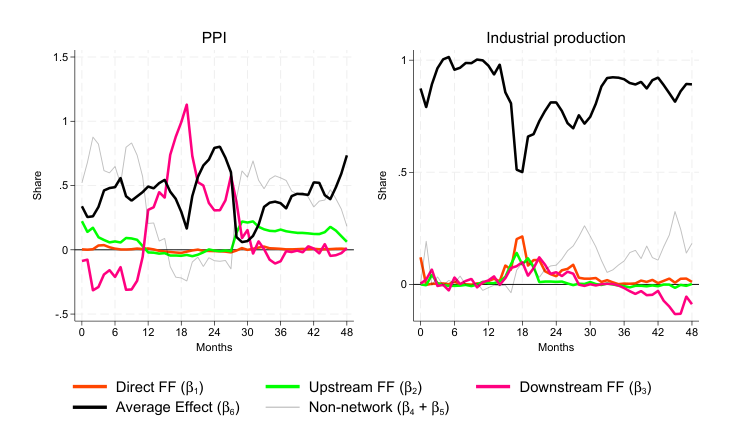 PPI
Industrial production
1.5
1
.5
0
-.5
Share
0 6 12 18 24 30 36 42 48
Months
1
.5
0
Share
0 6 12 18 24 30 36 42 48
Months
Direct FF (β₁) Upstream FF (β₂) Downstream FF (β₃)
Average Effect (β₆) Non-network (β₄ + β₅)